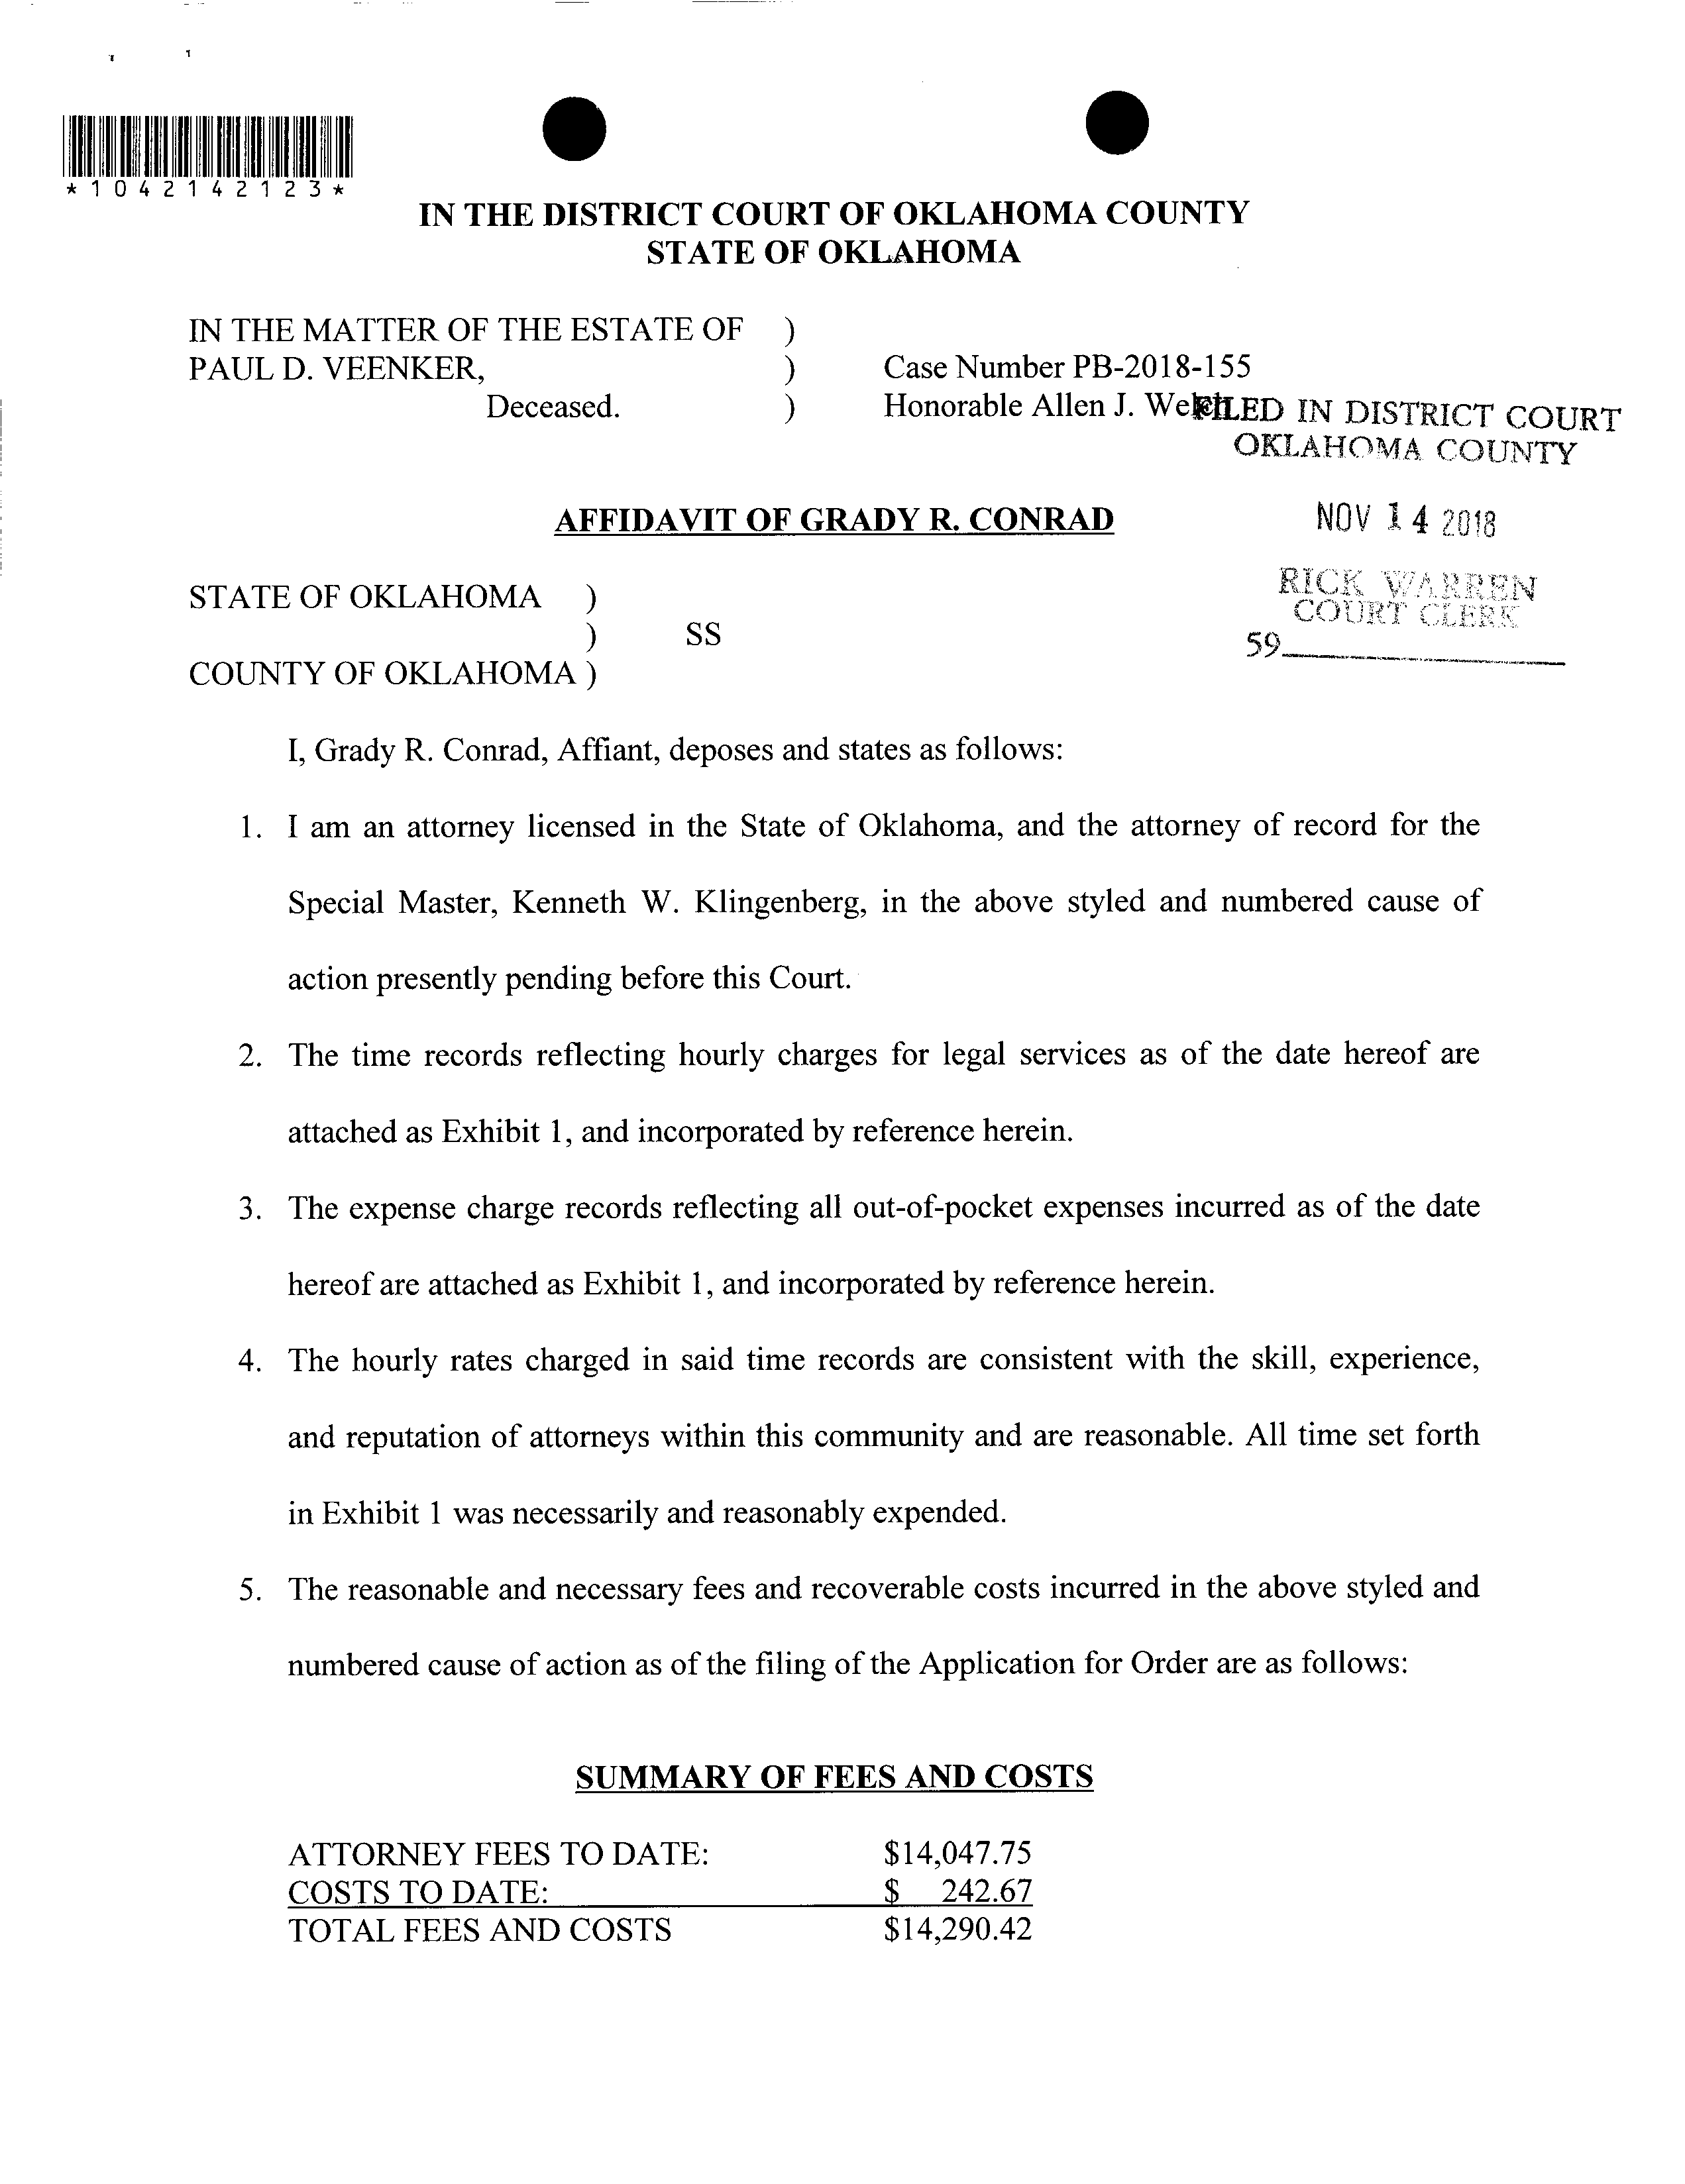 *1042142123*
IN THE DISTRICT COURT OF OKLAHOMA COUNTY
STATE OF OKLAHOMA
IN THE MATTER OF THE ESTATE OF )
PAUL D. VEENKER, ) Case Number PB-2018-155
Deceased. ) Honorable Allen J.
FILED IN DISTRICT COURT
OKLAHOMA COUNTY
AFFIDAVIT OF GRADY R. CONRAD
NOV 14 2018
RICK WARREN
COURT CLERK
59
STATE OF OKLAHOMA )
) SS
COUNTY OF OKLAHOMA )
I, Grady R. Conrad, Affiant, deposes and states as follows:
1. I am an attorney licensed in the State of Oklahoma, and the attorney of record for the
Special Master, Kenneth W. Klingenberg, in the above styled and numbered cause of
action presently pending before this Court.
2. The time records reflecting hourly charges for legal services as of the date hereof are
attached as Exhibit 1, and incorporated by reference herein.
3. The expense charge records reflecting all out-of-pocket expenses incurred as of the date
hereof are attached as Exhibit 1, and incorporated by reference herein.
4. The hourly rates charged in said time records are consistent with the skill, experience,
and reputation of attorneys within this community and are reasonable. All time set forth
in Exhibit 1 was necessarily and reasonably expended.
5. The reasonable and necessary fees and recoverable costs incurred in the above styled and
numbered cause of action as of the filing of the Application for Order are as follows:
SUMMARY OF FEES AND COSTS
ATTORNEY FEES TO DATE: $14,047.75
COSTS TO DATE: $ 242.67
TOTAL FEES AND COSTS $14,290.42